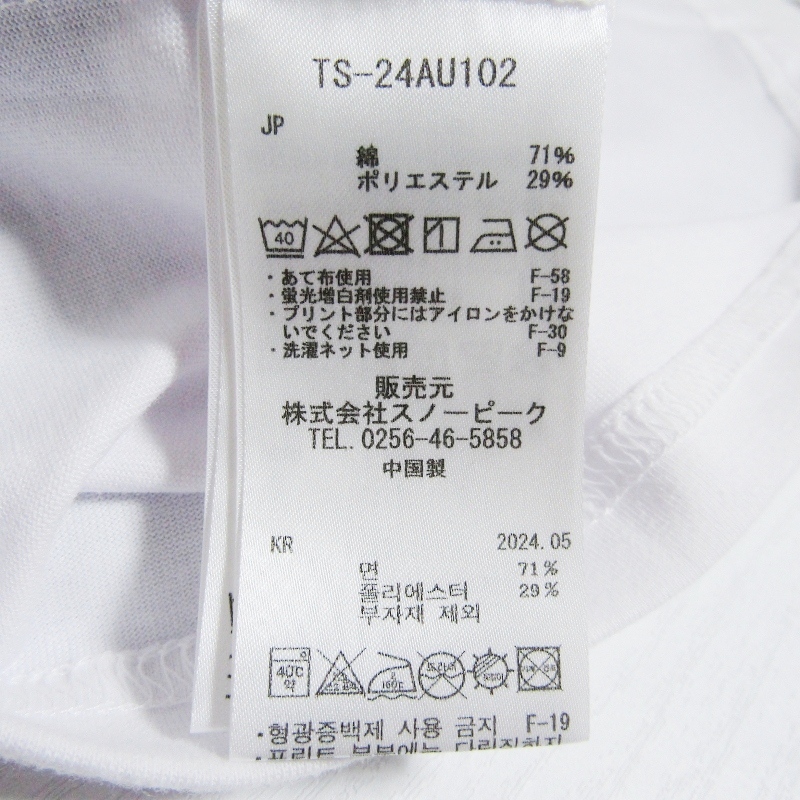 TS-24AU102
JP
綿 71%
ポリエステル 29%
40
・あて布使用 F-58
・蛍光増白剤使用禁止 F-19
・プリント部分にはアイロンをかけな
いでください F-30
・洗濯ネット使用 F-9
販売元
株式会社スノーピーク
TEL.0256-46-5858
中国製
KR 2024.05
면 71%
폴리에스터 29%
부자재 제외
약
・형광증백제 사용 금지 F-19